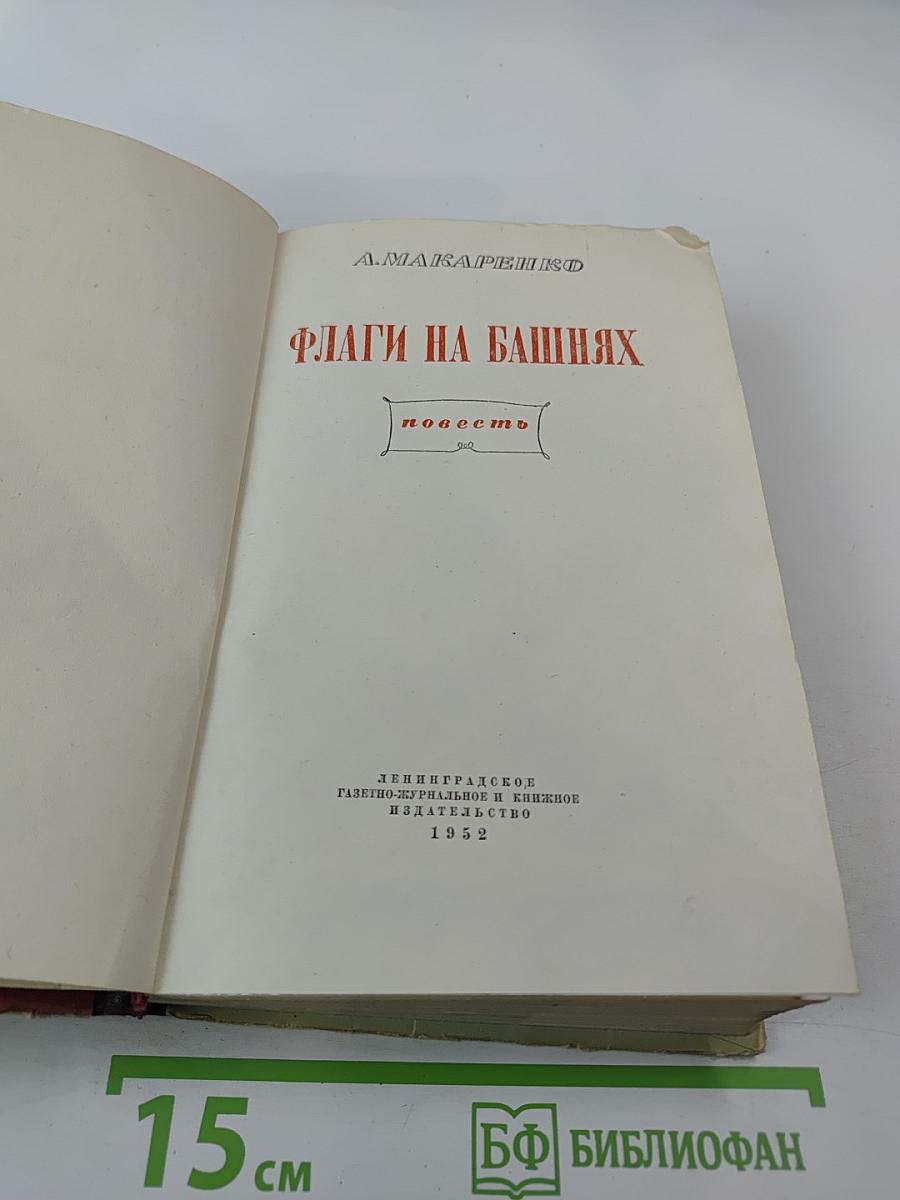 А. МАКАРЕНКО
ФЛАГИ НА БАШНЯХ
повесть
ЛЕНИНГРАДСКОЕ
ГАЗЕТНО-ЖУРНАЛЬНОЕ И КНИЖНОЕ
ИЗДАТЕЛЬСТВО
1952
15 см
БФ БИБЛИОФАН